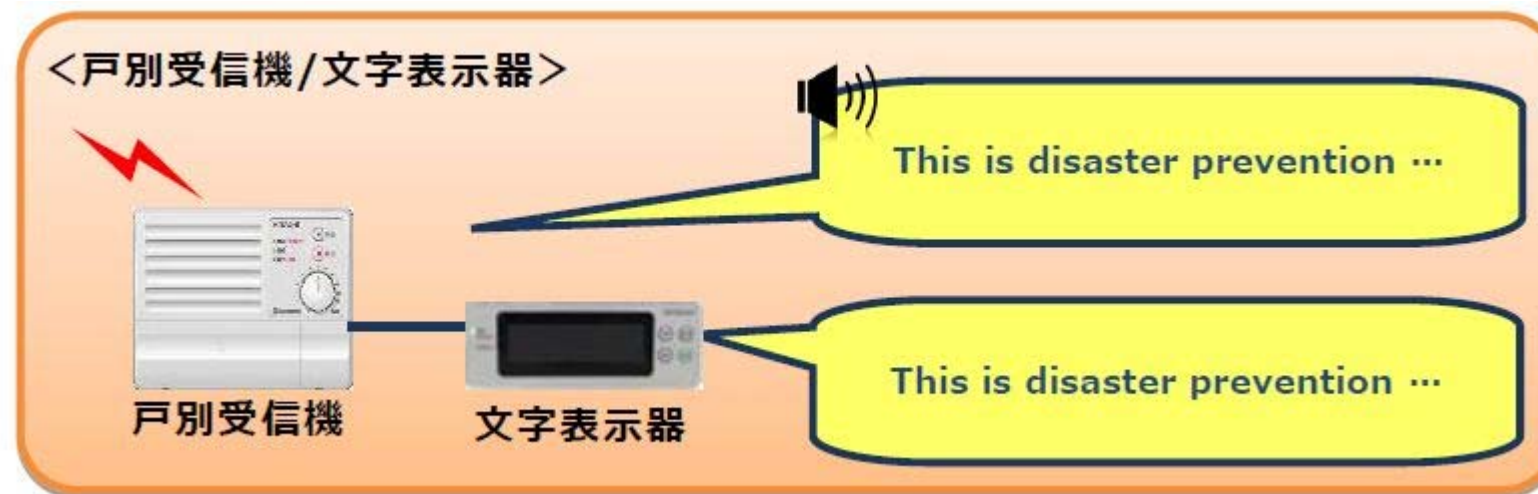 <戸別受信機/文字表示器>
This is disaster prevention …
戸別受信機
文字表示器
This is disaster prevention …